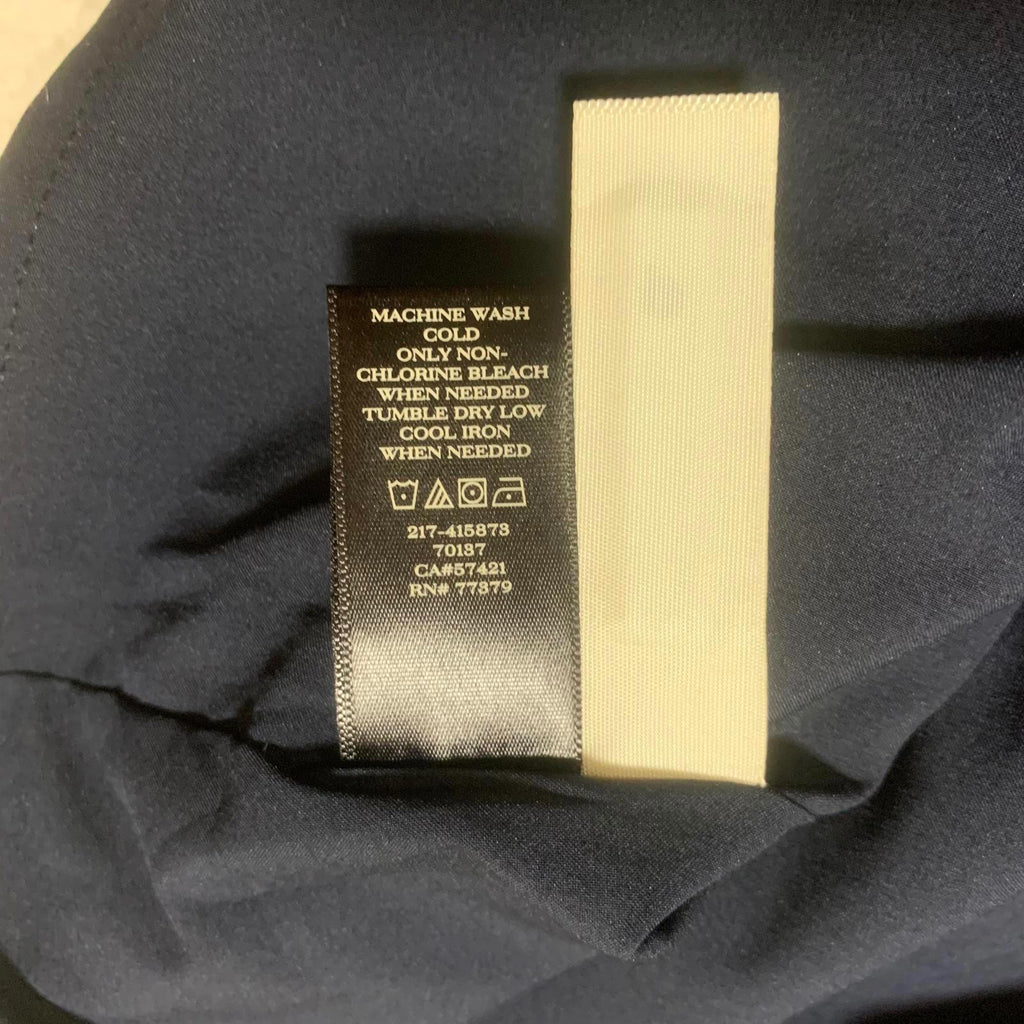 MACHINE WASH
COLD
ONLY NON-
CHLORINE BLEACH
WHEN NEEDED
TUMBLE DRY LOW
COOL IRON
WHEN NEEDED
217-415873
70137
CA#57421
RN# 77379